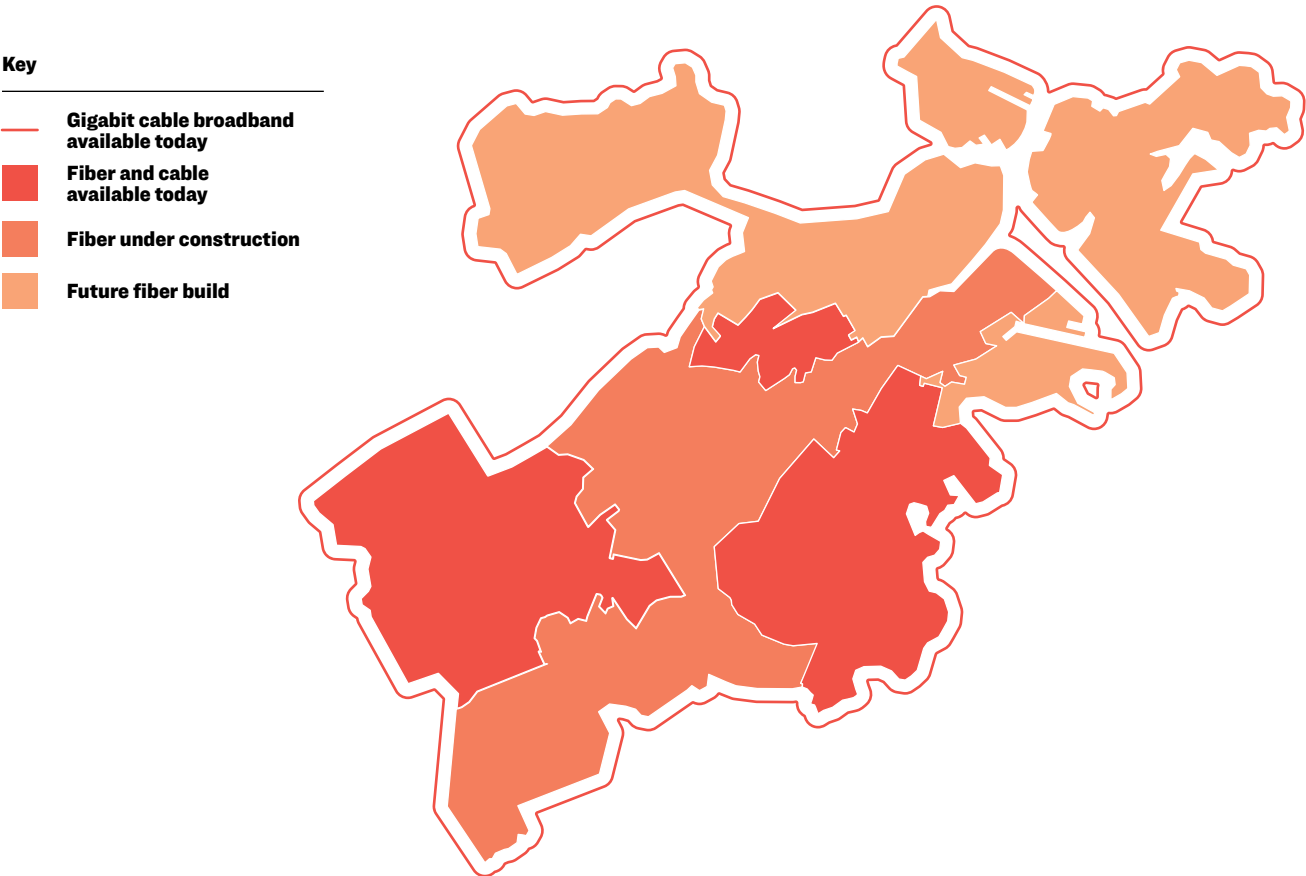 Key
Gigabit cable broadband
available today
Fiber and cable
available today
Fiber under construction
Future fiber build